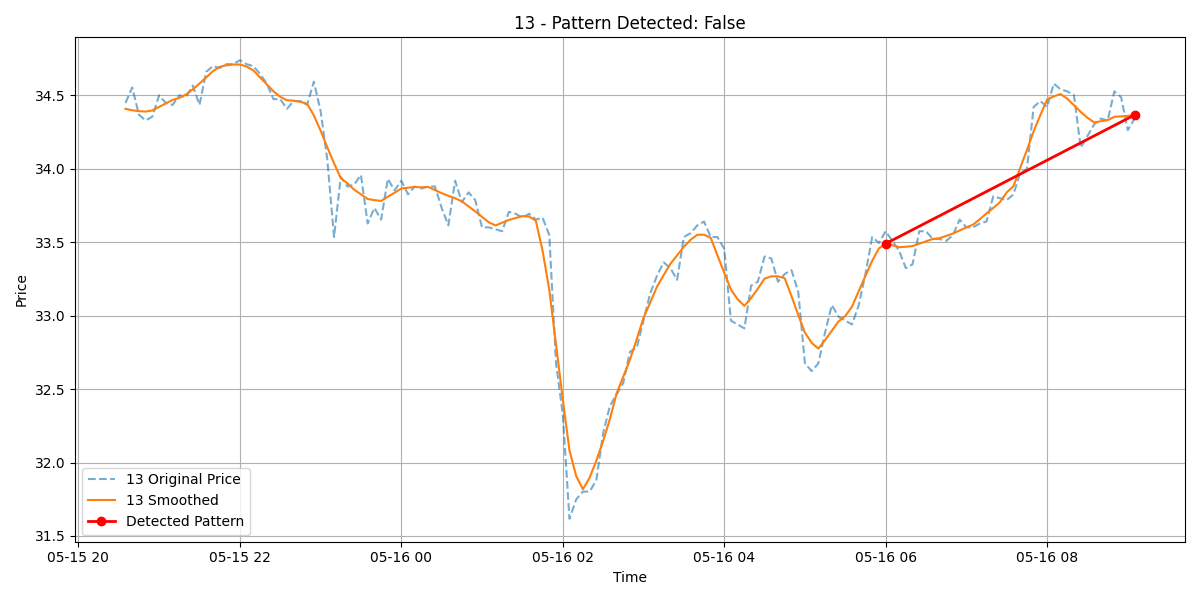 13 - Pattern Detected: False
Price
34.5
34.0
33.5
33.0
32.5
32.0
31.5
13 Original Price
13 Smoothed
Detected Pattern
05-15 20
05-15 22
05-16 00
05-16 02
05-16 04
05-16 06
05-16 08
Time